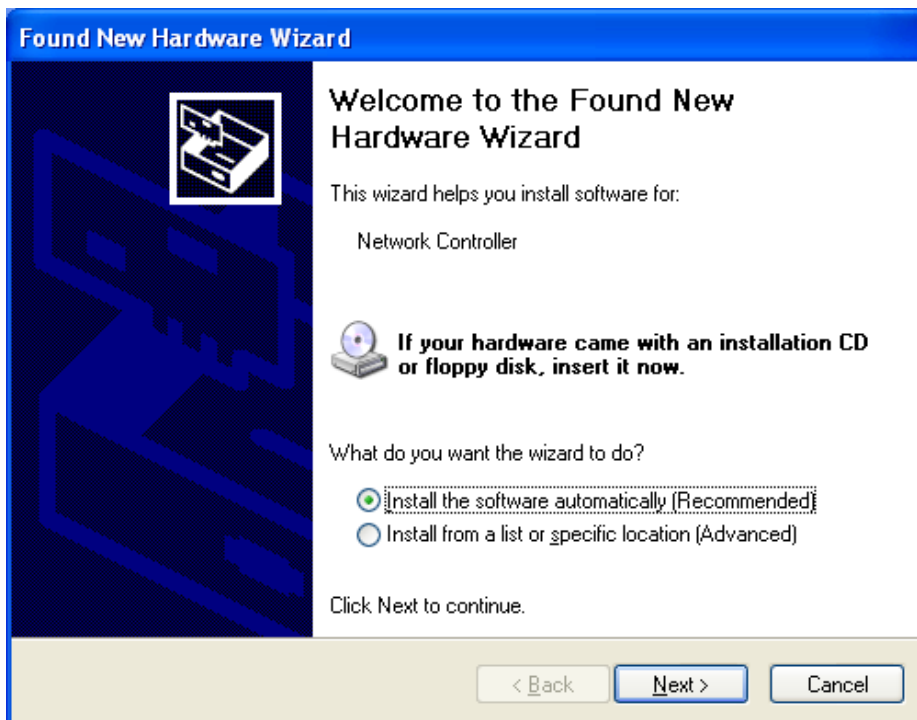 Found New Hardware Wizard
Welcome to the Found New
Hardware Wizard
This wizard helps you install software for:
Network Controller
If your hardware came with an installation CD
or floppy disk, insert it now.
What do you want the wizard to do?
Install the software automatically (Recommended)
Install from a list or specific location (Advanced)
Click Next to continue.
< Back
Next >
Cancel